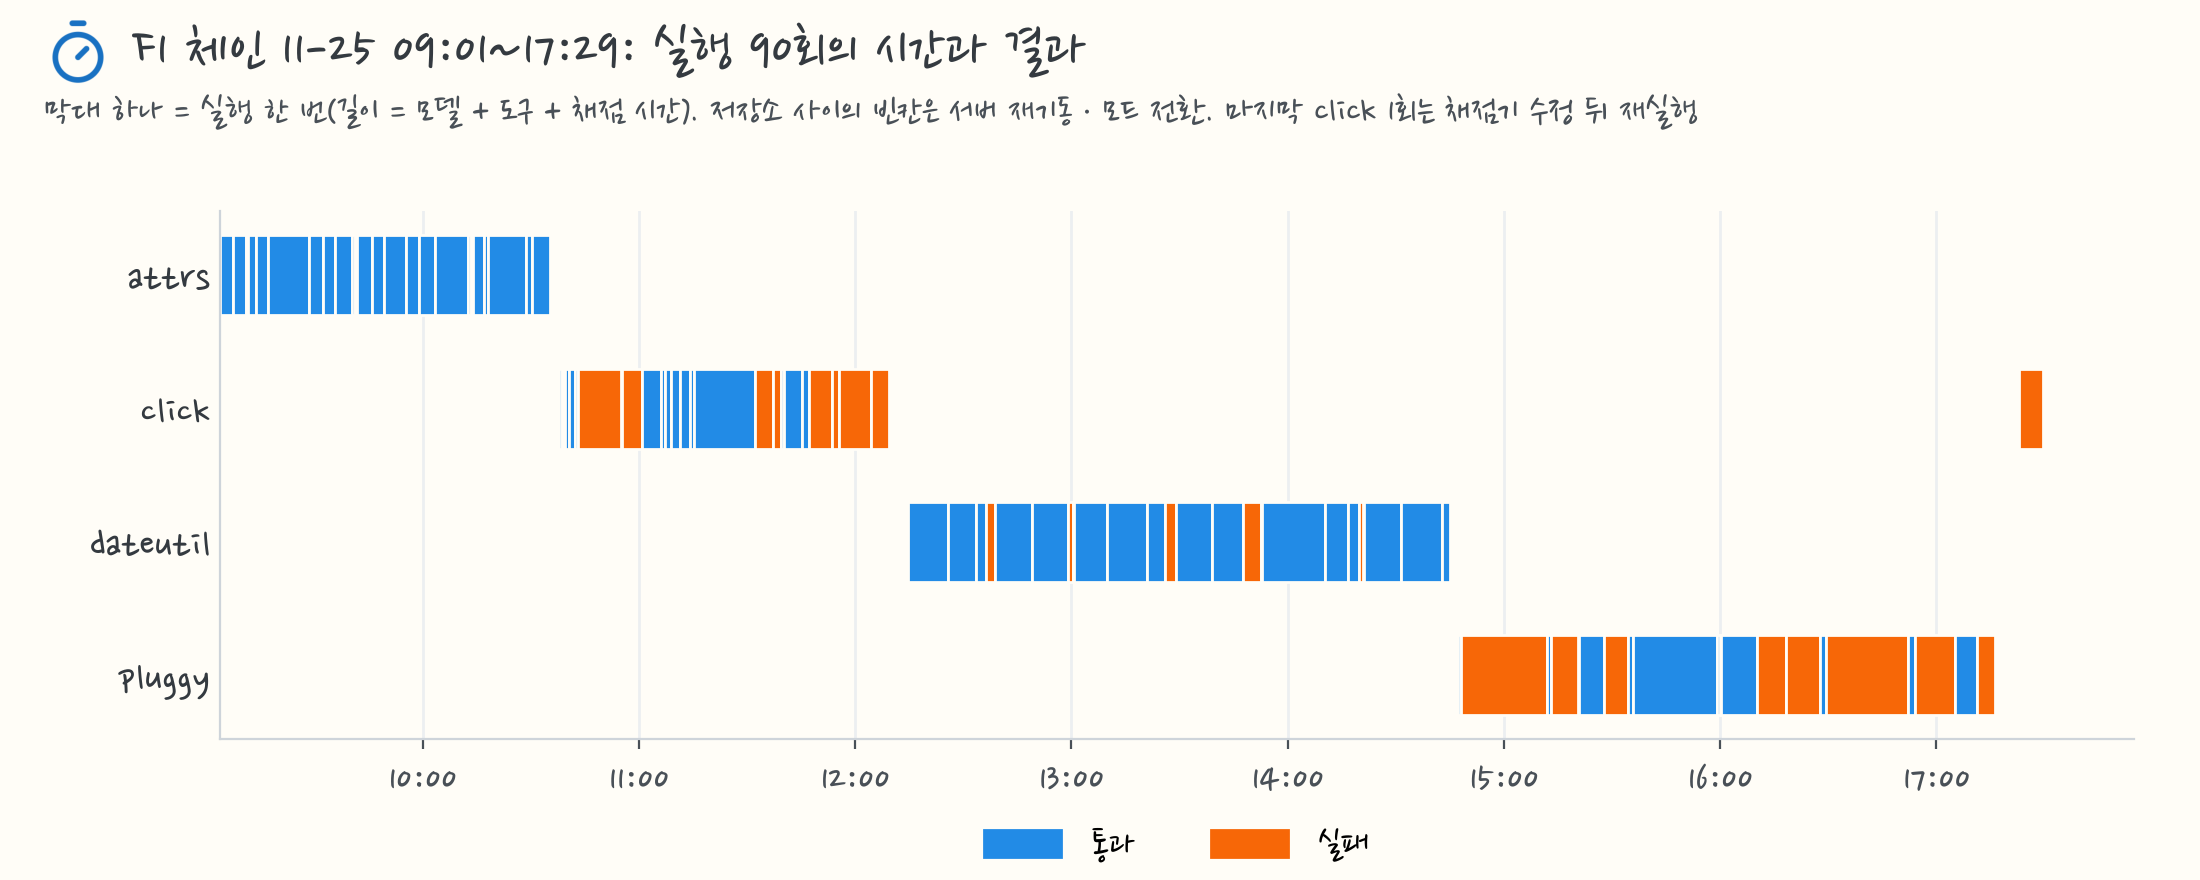 F1 체인 11-25 09:01~17:29: 실행 90회의 시간과 결과
막대 하나 = 실행 한 번(길이 = 모델 + 도구 + 채점 시간). 저장소 사이의 빈칸은 서버 재기동 · 모드 전환. 마지막 click 1회는 채점기 수정 뒤 재실행
attrs
click
dateutil
pluggy
10:00 11:00 12:00 13:00 14:00 15:00 16:00 17:00
통과 실패